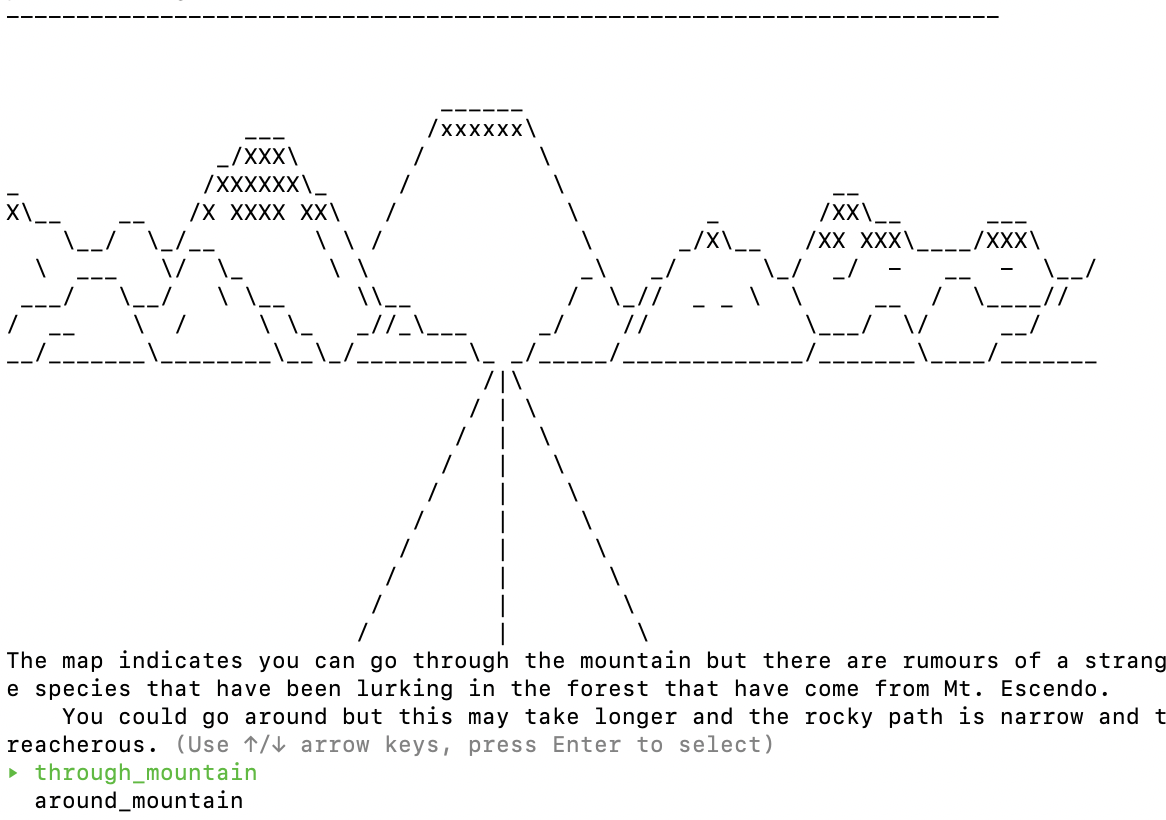 The map indicates you can go through the mountain but there are rumours of a strang
e species that have been lurking in the forest that have come from Mt. Escendo.
You could go around but this may take longer and the rocky path is narrow and t
reacherous. (Use ↑/↓ arrow keys, press Enter to select)
▸ through_mountain
around_mountain